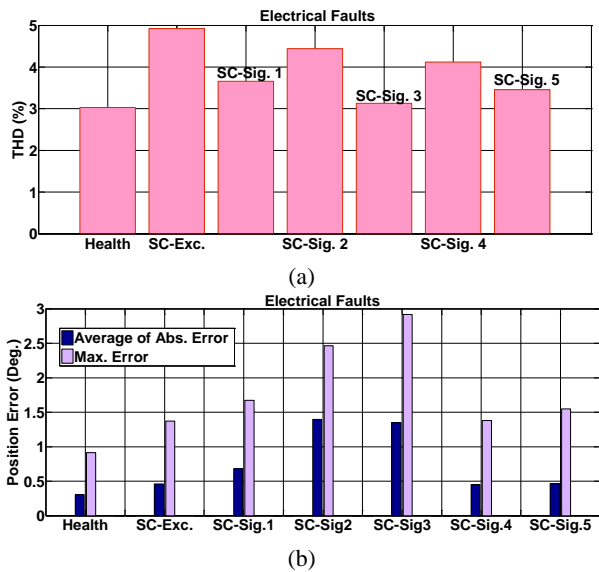 Electrical Faults
5
4
3
2
1
0
THD (%)
SC-Sig. 1
SC-Sig. 3
SC-Sig. 5
Health
SC-Exc.
SC-Sig. 2
SC-Sig. 4
(a)
Electrical Faults
3
2.5
2
1.5
1
0.5
0
Position Error (Deg.)
Average of Abs. Error
Max. Error
Health
SC-Exc.
SC-Sig.1
SC-Sig2
SC-Sig3
SC-Sig.4
SC-Sig.5
(b)